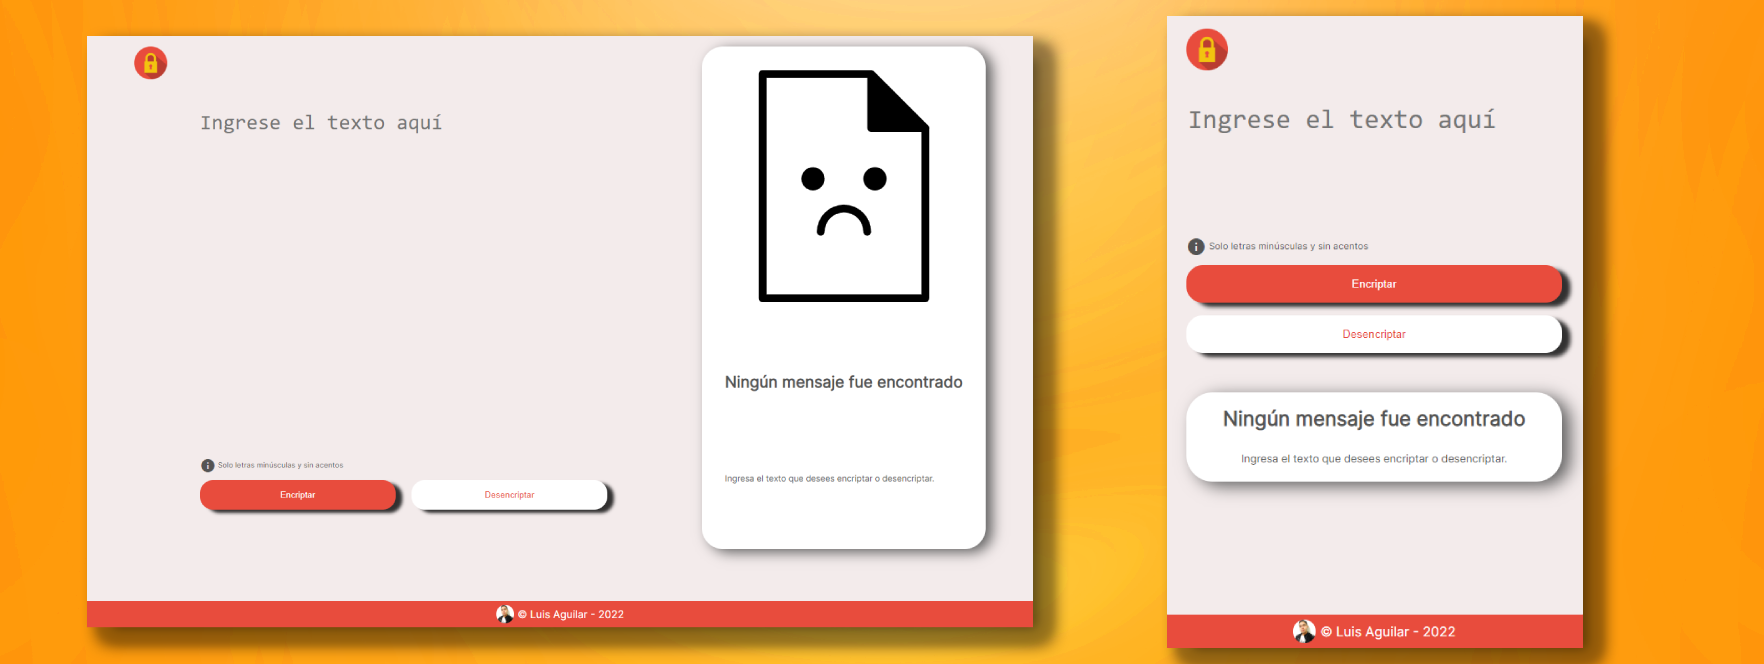 Ingrese el texto aquí
Solo letras minúsculas y sin acentos
Encriptar
Desencriptar
Ningún mensaje fue encontrado
Ingresa el texto que desees encriptar o desencriptar.
© Luis Aguilar - 2022
Ingrese el texto aquí
Solo letras minúsculas y sin acentos
Encriptar
Desencriptar
Ningún mensaje fue encontrado
Ingresa el texto que desees encriptar o desencriptar.
© Luis Aguilar - 2022